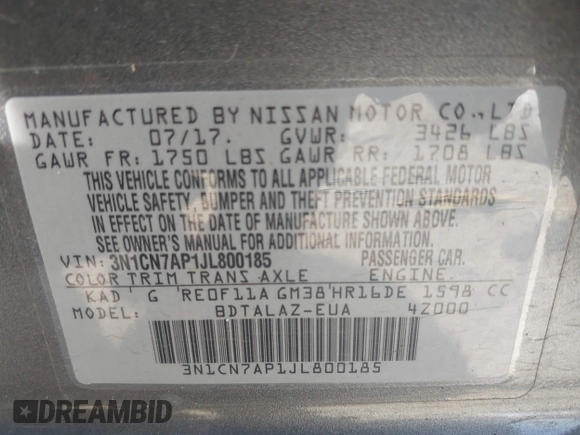 MANUFACTURED BY NISSAN MOTOR CO., LTD
DATE: 07/17. GVWR: 3426 LBS
GAWR FR: 1750 LBS GAWR RR: 1708 LBS
THIS VEHICLE CONFORMS TO ALL APPLICABLE FEDERAL MOTOR
VEHICLE SAFETY, BUMPER AND THEFT PREVENTION STANDARDS
IN EFFECT ON THE DATE OF MANUFACTURE SHOWN ABOVE.
SEE OWNER'S MANUAL FOR ADDITIONAL INFORMATION.
VIN: 3N1CN7AP1JL800185 PASSENGER CAR.
COLOR TRIM TRANS AXLE ENGINE
KAD G RE0F11A GM38 HR16DE 1598 CC
MODEL: BDTALAZ-EUA 4Z000
3N1CN7AP1JL800185
DREAMBID